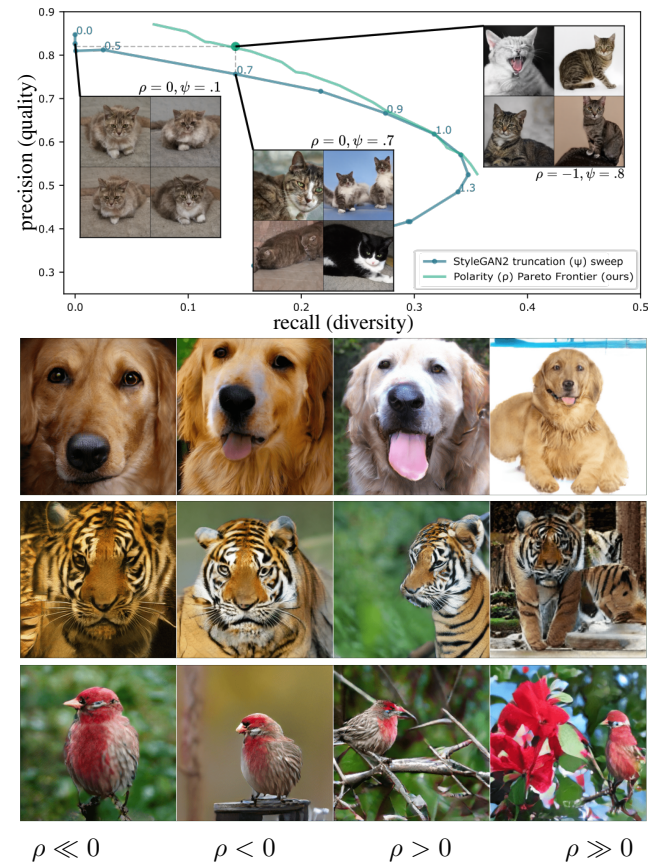 0.9
0.8
0.7
0.6
0.5
0.4
0.3
precision (quality)
0.0
0.5
0.7
0.9
1.0
1.3
ρ = 0, ψ = .1
ρ = 0, ψ = .7
ρ = −1, ψ = .8
StyleGAN2 truncation (ψ) sweep
Polarity (ρ) Pareto Frontier (ours)
0.0 0.1 0.2 0.3 0.4 0.5
recall (diversity)
ρ ≪ 0 ρ < 0 ρ > 0 ρ ≫ 0